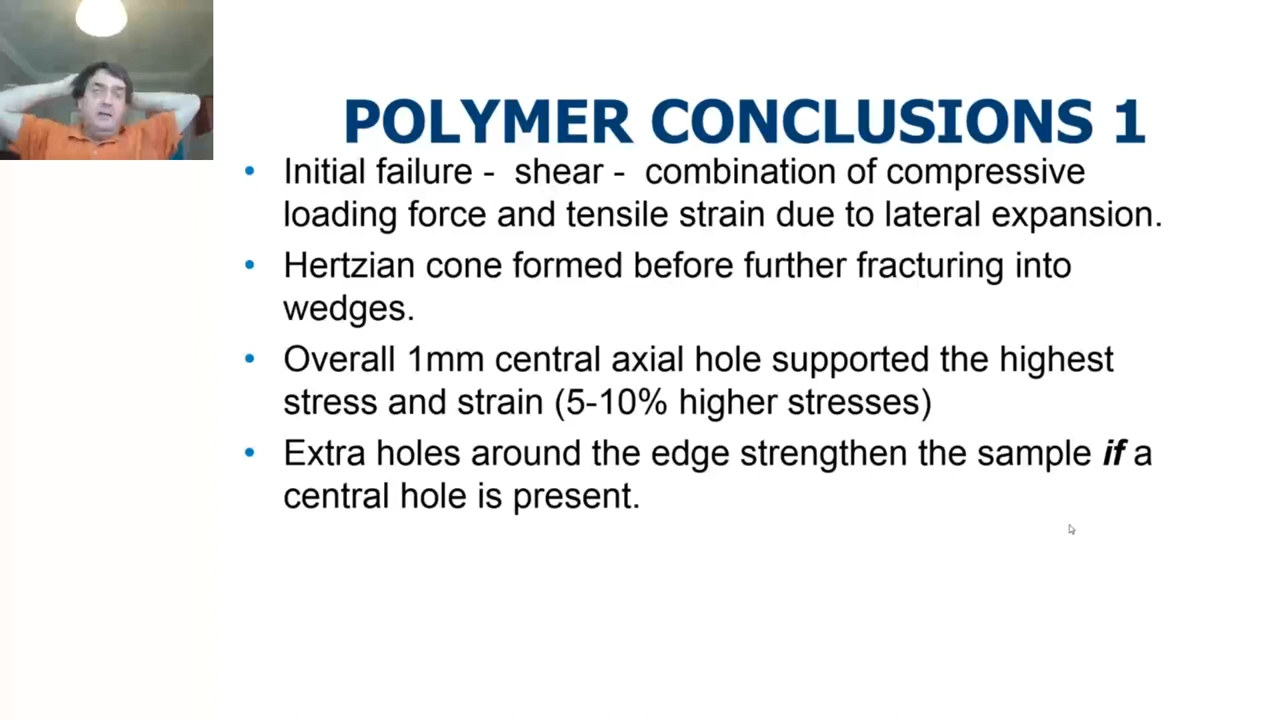 POLYMER CONCLUSIONS 1
• Initial failure - shear - combination of compressive
loading force and tensile strain due to lateral expansion.
• Hertzian cone formed before further fracturing into
wedges.
• Overall 1mm central axial hole supported the highest
stress and strain (5-10% higher stresses)
• Extra holes around the edge strengthen the sample if a
central hole is present.